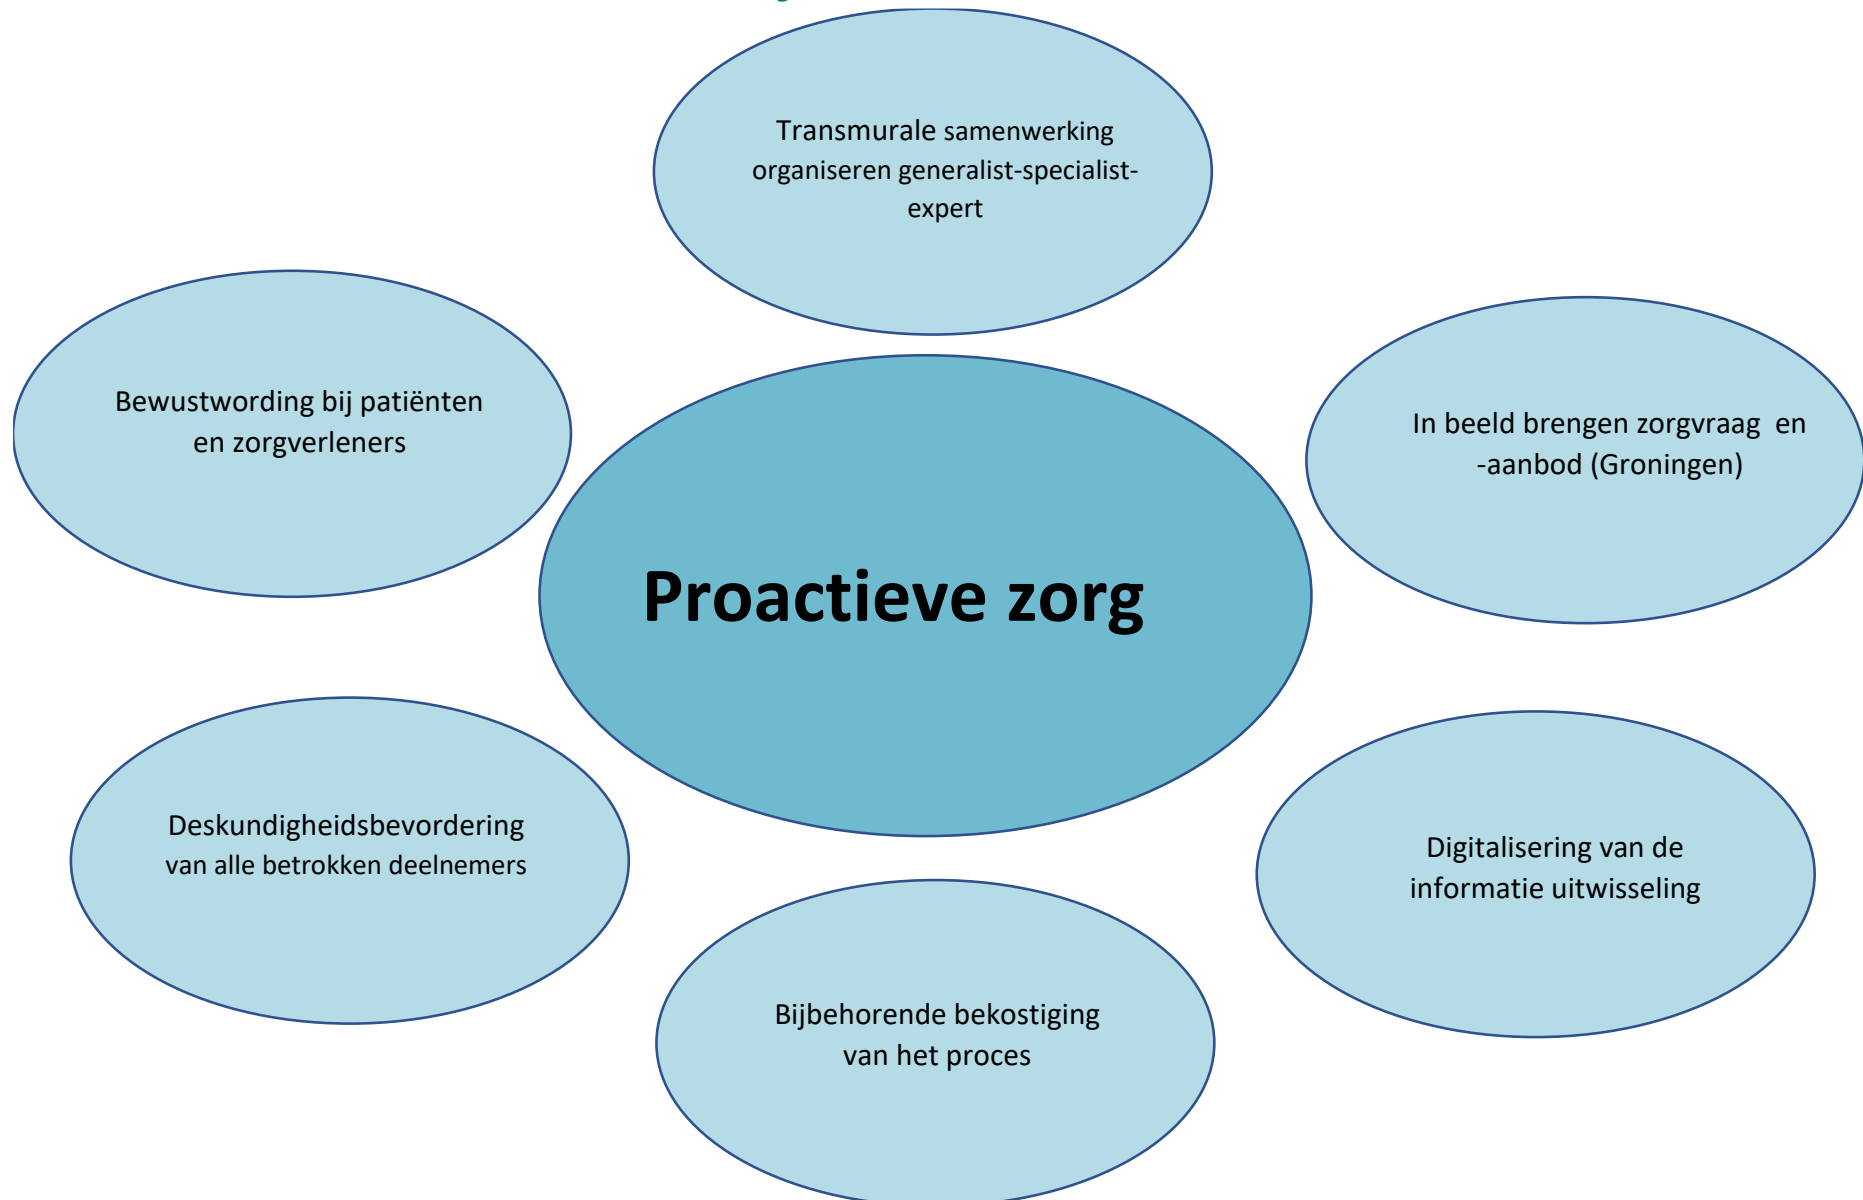 Transmurale samenwerking
organiseren generalist-specialist-
expert
Bewustwording bij patiënten
en zorgverleners
In beeld brengen zorgvraag  en
-aanbod (Groningen)
Proactieve zorg
Deskundigheidsbevordering
van alle betrokken deelnemers
Digitalisering van de
informatie uitwisseling
Bijbehorende bekostiging
van het proces